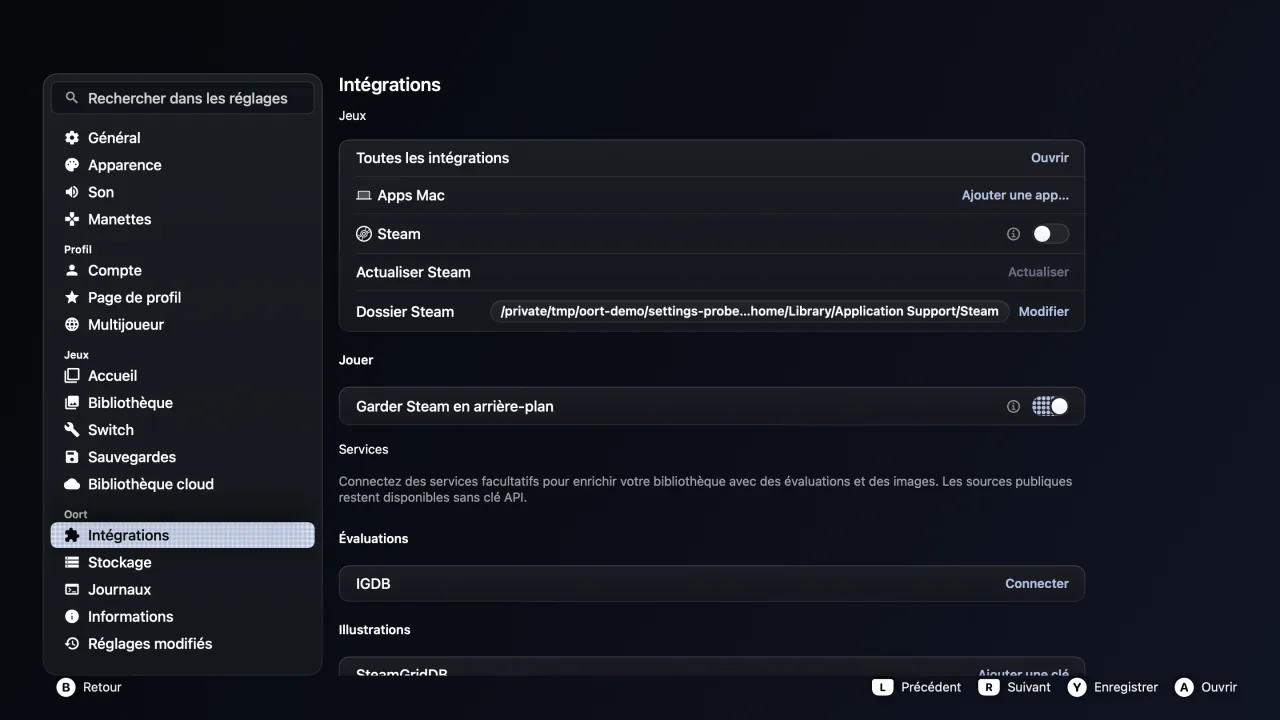 Rechercher dans les réglages
Général
Apparence
Son
Manettes
Profil
Compte
Page de profil
Multijoueur
Jeux
Accueil
Bibliothèque
Switch
Sauvegardes
Bibliothèque cloud
Oort
Intégrations
Stockage
Journaux
Informations
Réglages modifiés
Intégrations
Jeux
Toutes les intégrations Ouvrir
Apps Mac Ajouter une app...
Steam
Actualiser Steam Actualiser
Dossier Steam /private/tmp/oort-demo/settings-probe...home/Library/Application Support/Steam Modifier
Jouer
Garder Steam en arrière-plan
Services
Connectez des services facultatifs pour enrichir votre bibliothèque avec des évaluations et des images. Les sources publiques
restent disponibles sans clé API.
Évaluations
IGDB Connecter
Illustrations
SteamGridDB Ajouter une clé
B Retour L Précédent R Suivant Y Enregistrer A Ouvrir